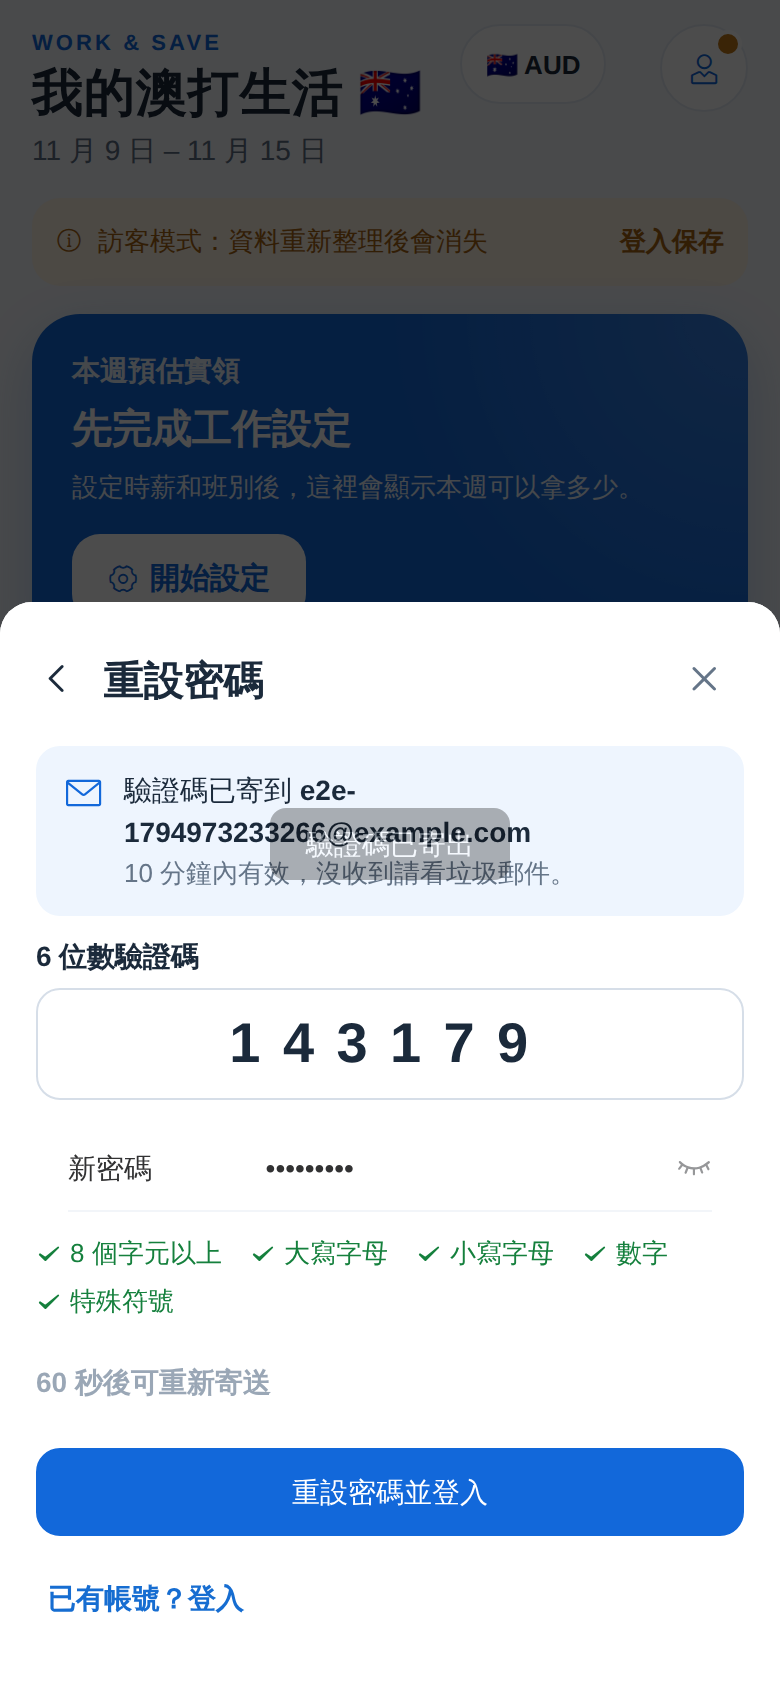 WORK & SAVE
我的澳打生活
AUD
11 月 9 日 – 11 月 15 日
訪客模式：資料重新整理後會消失
登入保存
本週預估實領
先完成工作設定
設定時薪和班別後，這裡會顯示本週可以拿多少。
開始設定
重設密碼
驗證碼已寄到 e2e-
1794973233266@example.com
驗證碼已寄出
10 分鐘內有效，沒收到請看垃圾郵件。
6 位數驗證碼
1 4 3 1 7 9
新密碼
•••••••••
8 個字元以上
大寫字母
小寫字母
數字
特殊符號
60 秒後可重新寄送
重設密碼並登入
已有帳號？登入